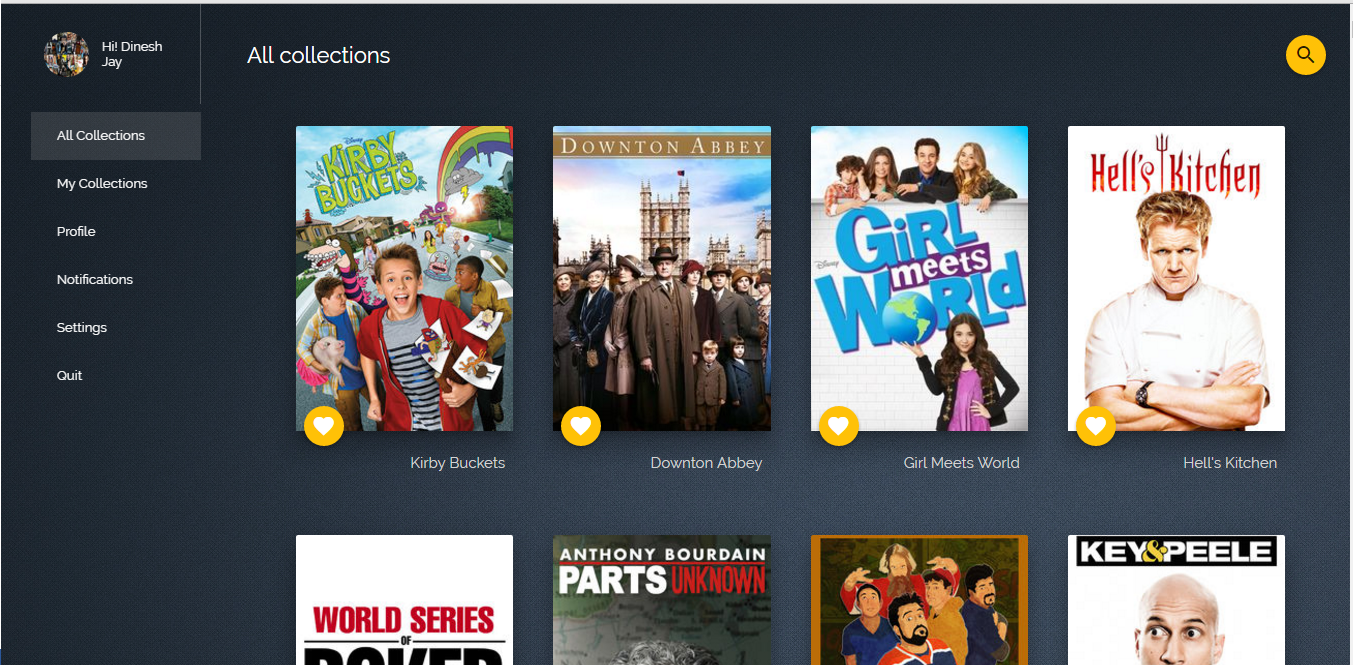 Hi! Dinesh
Jay
All collections
All Collections
My Collections
Profile
Notifications
Settings
Quit
Disney
KIRBY
BUCKETS
Kirby Buckets
DOWNTON ABBEY
Downton Abbey
Disney
GIRL
meets
WORLD
Girl Meets World
Hell's Kitchen
Hell's Kitchen
WORLD SERIES
OF
POKER
ANTHONY BOURDAIN
PARTS UNKNOWN
KEY&PEELE